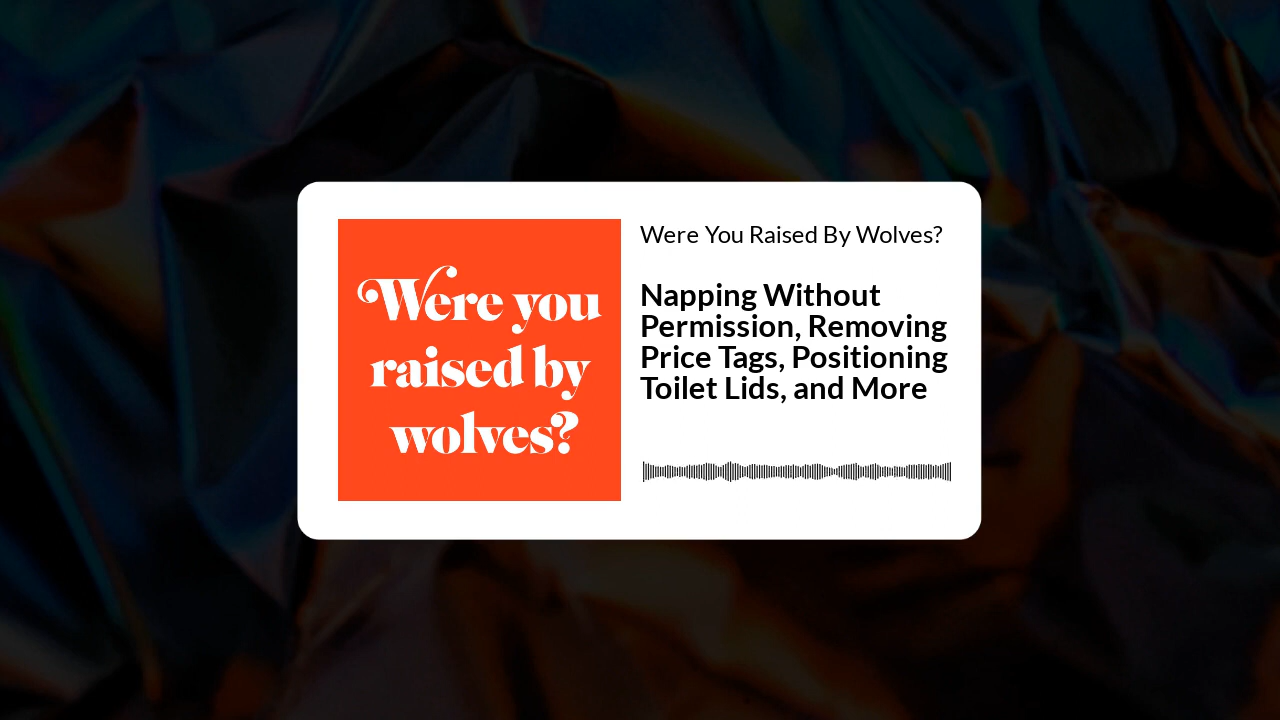 Were you
raised by
wolves?
Were You Raised By Wolves?
Napping Without
Permission, Removing
Price Tags, Positioning
Toilet Lids, and More